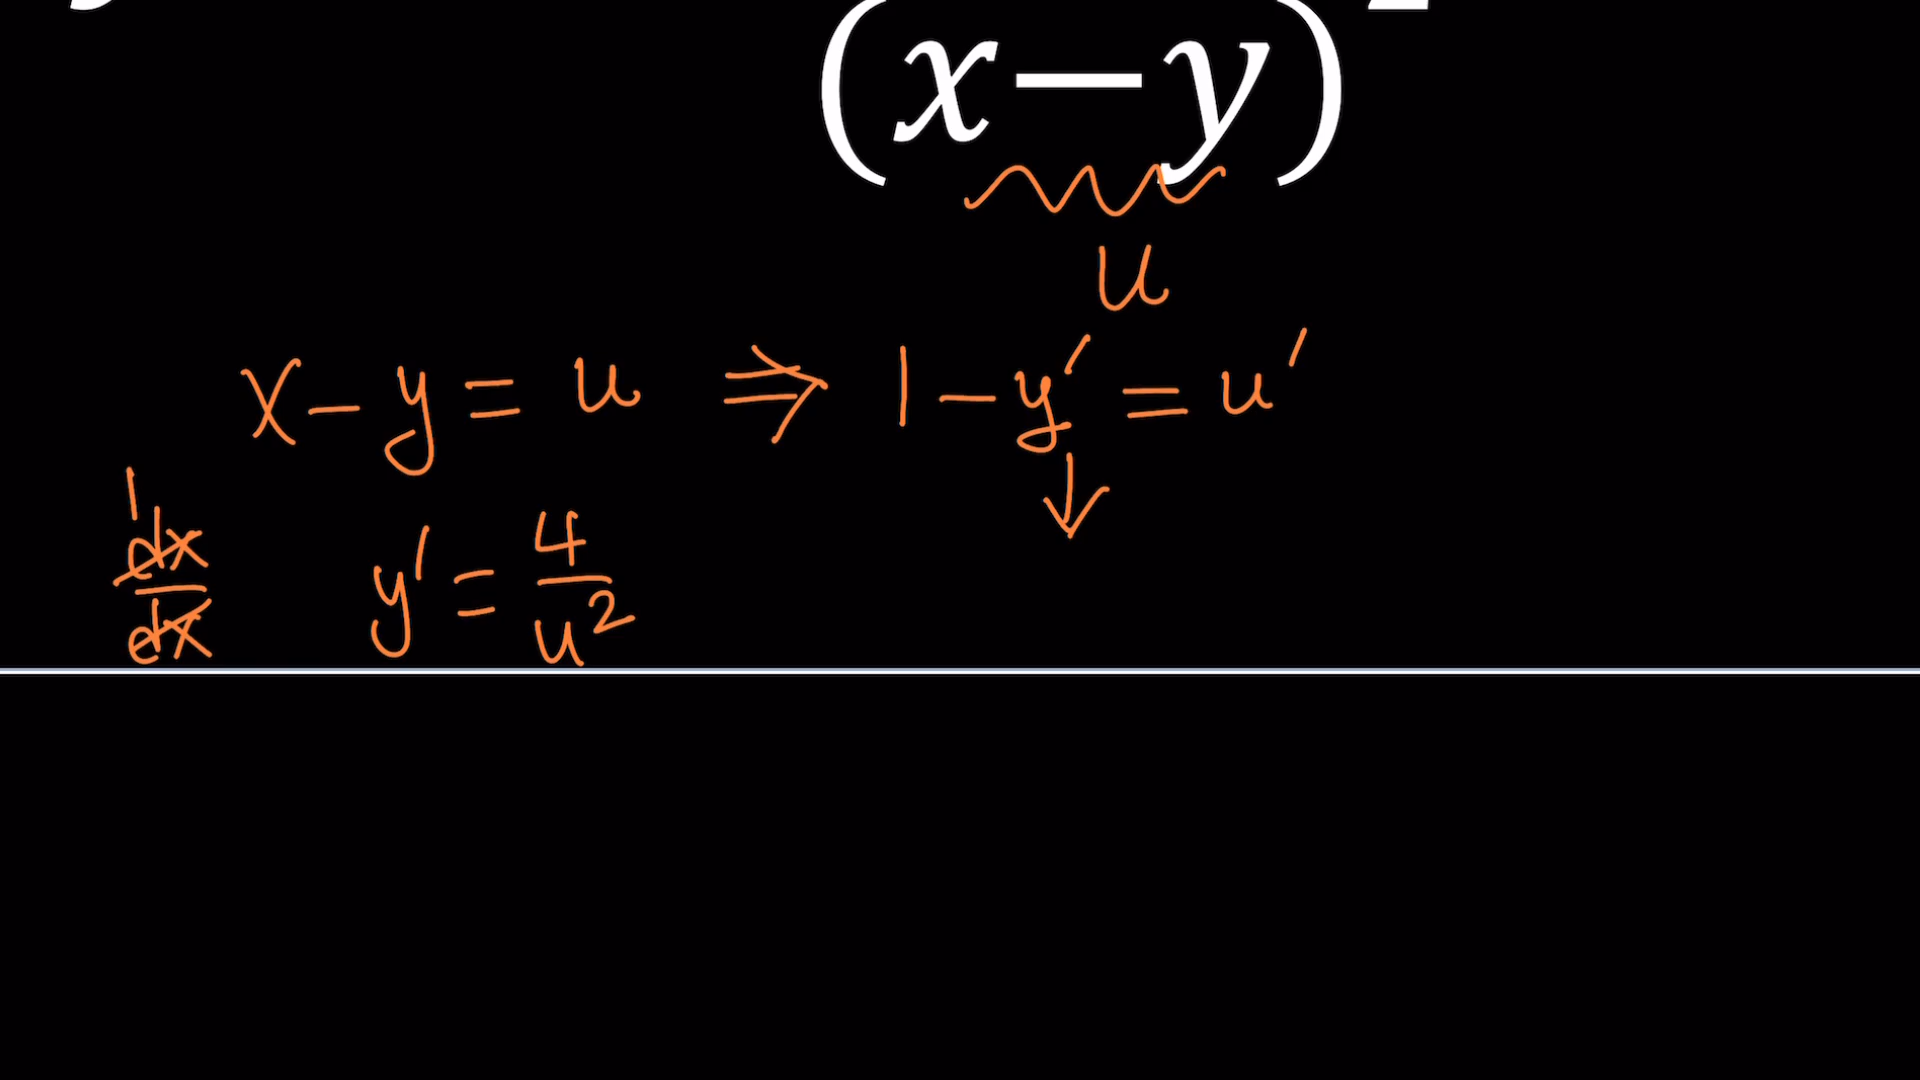 (x−y)
u
x − y = u ⇒ 1 − y' = u'
1
dx/dx y' = 4/u²